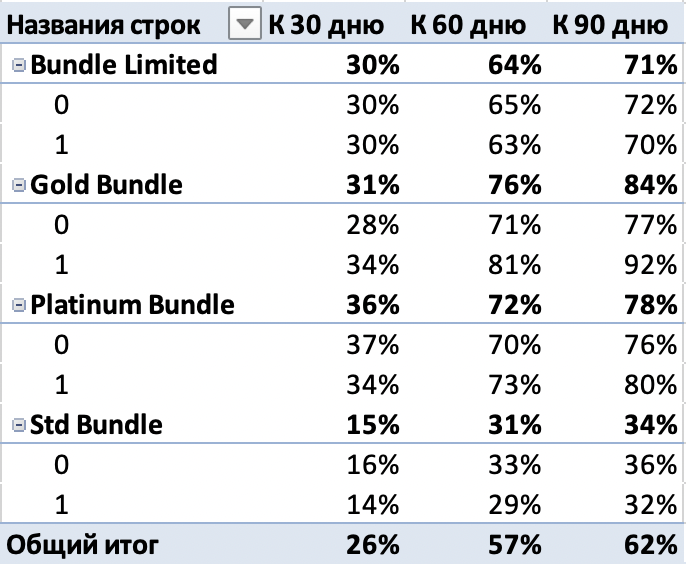 Названия строк К 30 дню К 60 дню К 90 дню
Bundle Limited 30% 64% 71%
0 30% 65% 72%
1 30% 63% 70%
Gold Bundle 31% 76% 84%
0 28% 71% 77%
1 34% 81% 92%
Platinum Bundle 36% 72% 78%
0 37% 70% 76%
1 34% 73% 80%
Std Bundle 15% 31% 34%
0 16% 33% 36%
1 14% 29% 32%
Общий итог 26% 57% 62%